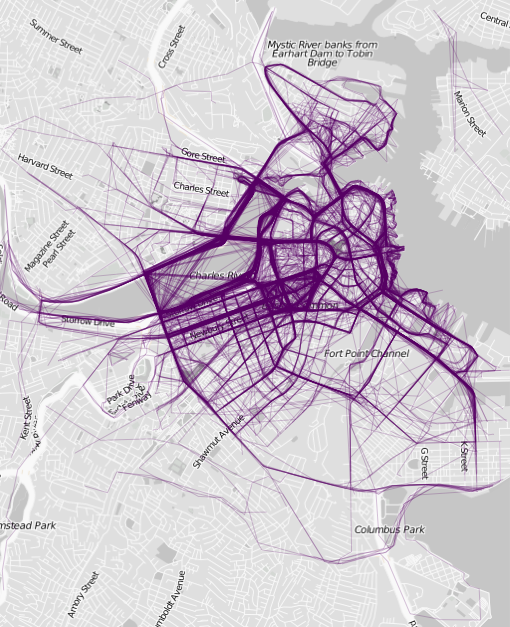 Central
Summer Street
Cross Street
Mystic River banks from
Earhart Dam to Tobin
Bridge
Marion Street
Gore Street
Harvard Street
Charles Street
Magazine Street
Pearl Street
Charles Riv
Road
Storrow Drive
Fort Point Channel
Park Drive
Fenway
Kent Street
Shawmut Avenue
G Street
K Street
mstead Park
Columbus Park
Amory Street
mboldt Avenue